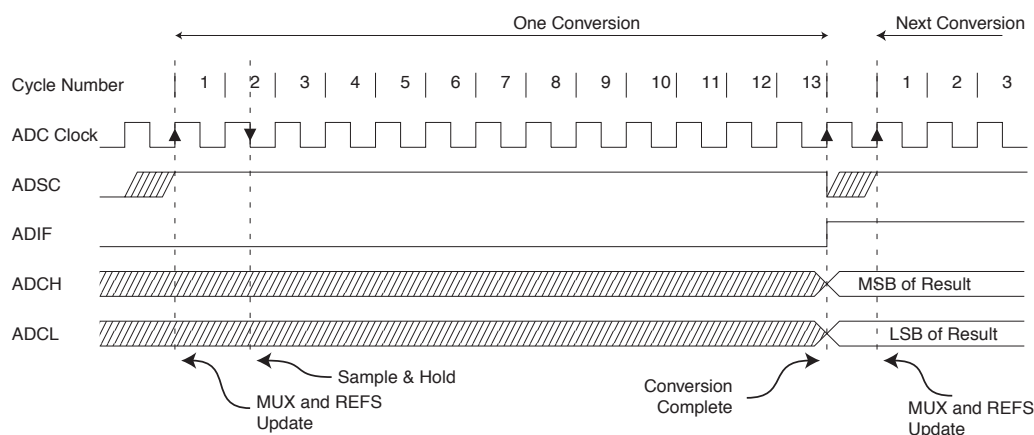 One Conversion Next Conversion
Cycle Number 1 2 3 4 5 6 7 8 9 10 11 12 13 1 2 3
ADC Clock
ADSC
ADIF
ADCH MSB of Result
ADCL LSB of Result
Sample & Hold
MUX and REFS
Update
Conversion
Complete
MUX and REFS
Update